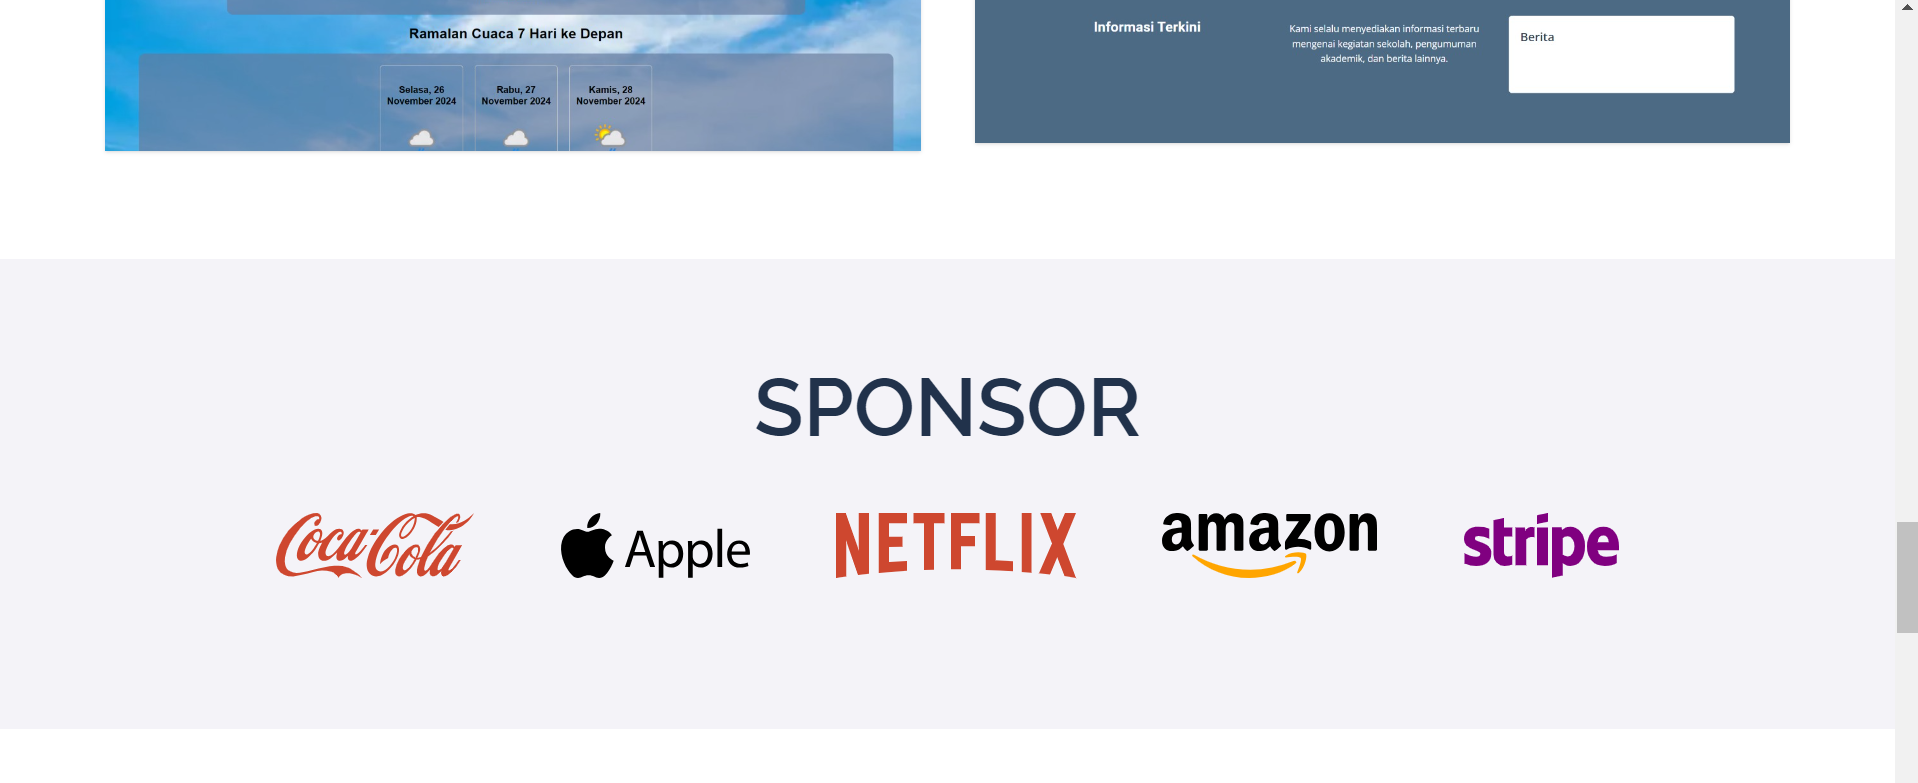 Ramalan Cuaca 7 Hari ke Depan
Selasa, 26
November 2024
Rabu, 27
November 2024
Kamis, 28
November 2024
Informasi Terkini
Kami selalu menyediakan informasi terbaru
mengenai kegiatan sekolah, pengumuman
akademik, dan berita lainnya.
Berita
SPONSOR
Coca-Cola
Apple
NETFLIX
amazon
stripe